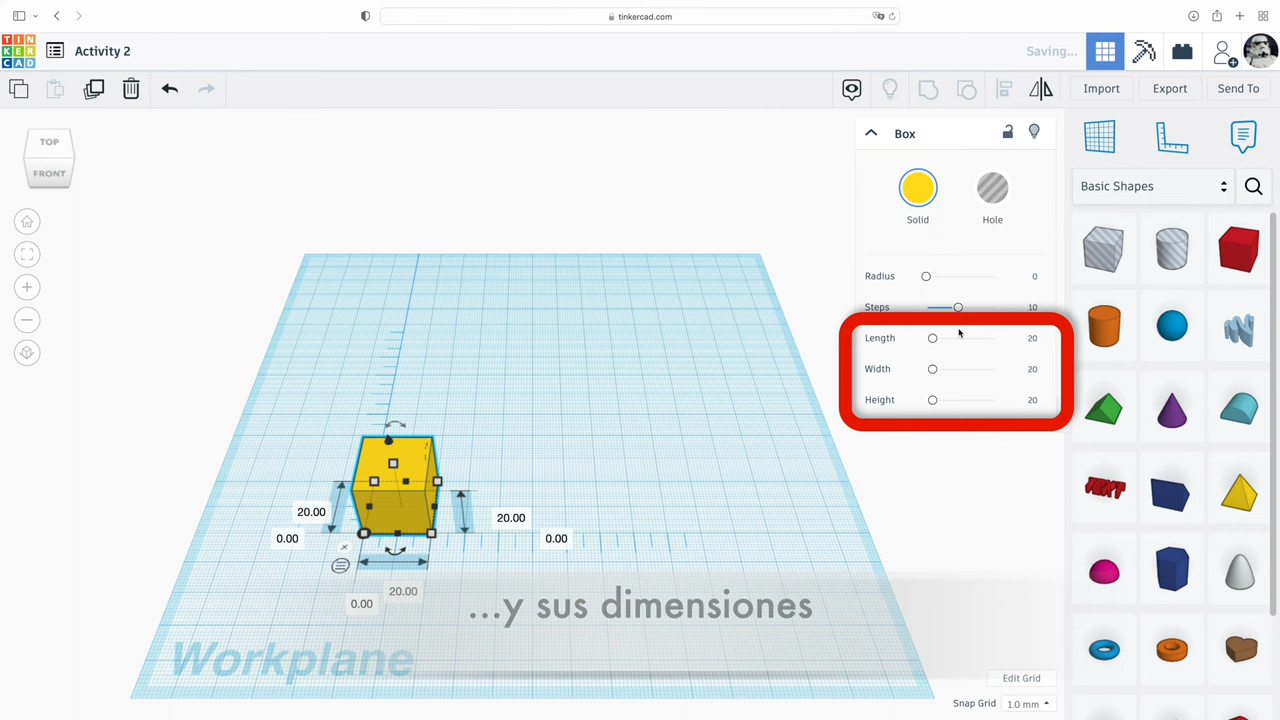 tinkercad.com
TIN
KER
CAD
Activity 2
Saving...
Import
Export
Send To
TOP
FRONT
Box
Solid
Hole
Radius 0
Steps 10
Length 20
Width 20
Height 20
Basic Shapes
TEXT
20.00
0.00
20.00
0.00
20.00
0.00
...y sus dimensiones
Workplane
Edit Grid
Snap Grid 1.0 mm